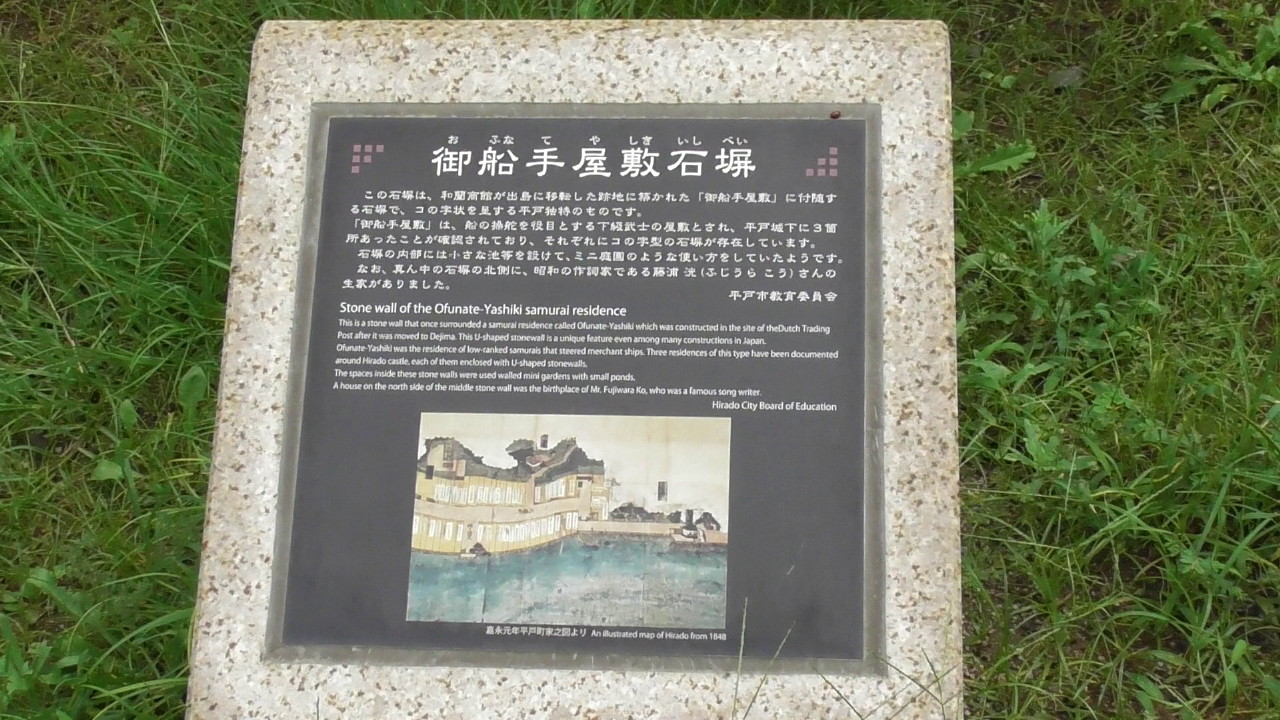 お ふな て や しき いし べい
御船手屋敷石塀
この石塀は、和蘭商館が出島に移転した跡地に築かれた「御船手屋敷」に付随す
る石塀で、コの字状を呈する平戸独特のものです。
「御船手屋敷」は、船の操舵を役目とする下級武士の屋敷とされ、平戸城下に３箇
所あったことが確認されており、それぞれにコの字型の石塀が存在しています。
石塀の内部には小さな池等を設けて、ミニ庭園のような使い方をしていたようです。
なお、真ん中の石塀の北側に、昭和の作詞家である藤浦 洸（ふじうら こう）さんの
生家がありました。
平戸市教育委員会
Stone wall of the Ofunate-Yashiki samurai residence
This is a stone wall that once surrounded a samurai residence called Ofunate-Yashiki which was constructed in the site of theDutch Trading
Post after it was moved to Dejima. This U-shaped stonewall is a unique feature even among many constructions in Japan.
Ofunate-Yashiki was the residence of low-ranked samurais that steered merchant ships. Three residences of this type have been documented
around Hirado castle, each of them enclosed with U-shaped stonewalls.
The spaces inside these stone walls were used walled mini gardens with small ponds.
A house on the north side of the middle stone wall was the birthplace of Mr. Fujiwara Ko, who was a famous song writer.
Hirado City Board of Education
嘉永元年平戸町家之図より An illustrated map of Hirado from 1848